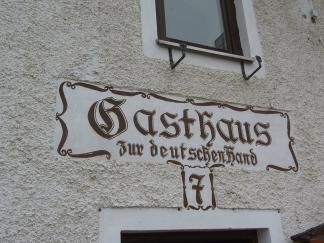 Gasthaus
zur deutschen Hand
7